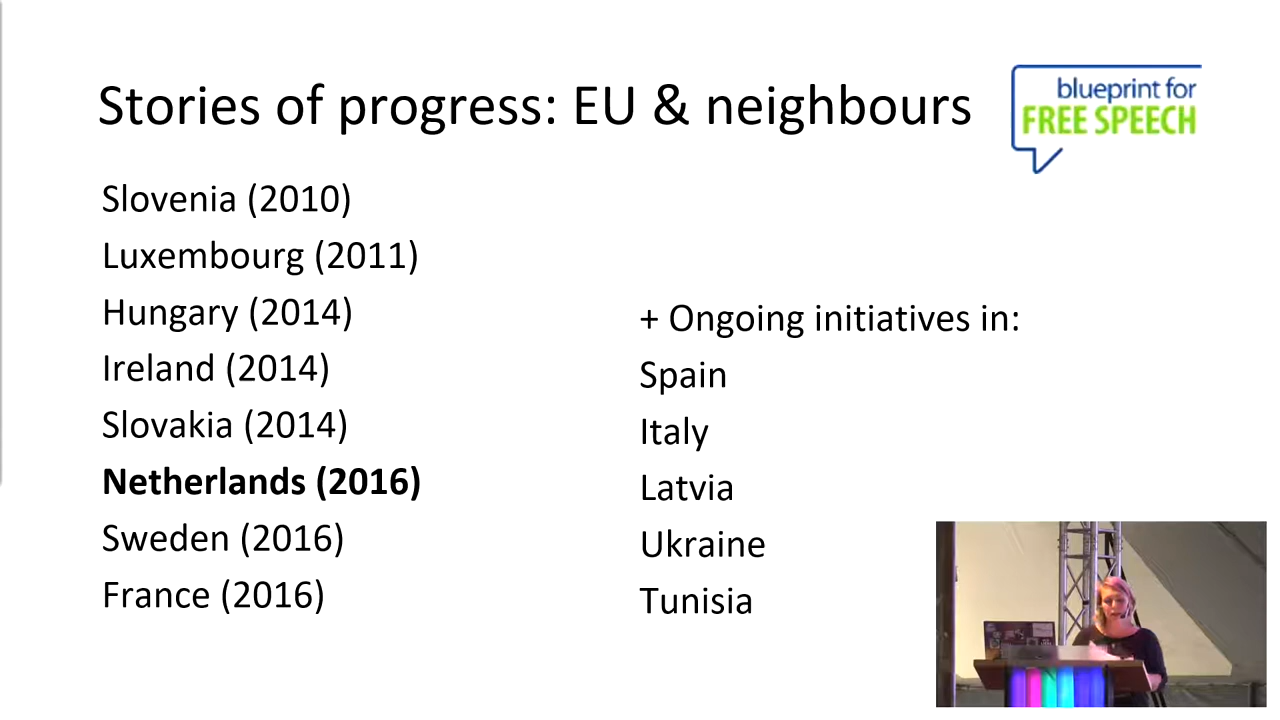 Stories of progress: EU & neighbours
blueprint for
FREE SPEECH
Slovenia (2010)
Luxembourg (2011)
Hungary (2014)
Ireland (2014)
Slovakia (2014)
Netherlands (2016)
Sweden (2016)
France (2016)
+ Ongoing initiatives in:
Spain
Italy
Latvia
Ukraine
Tunisia